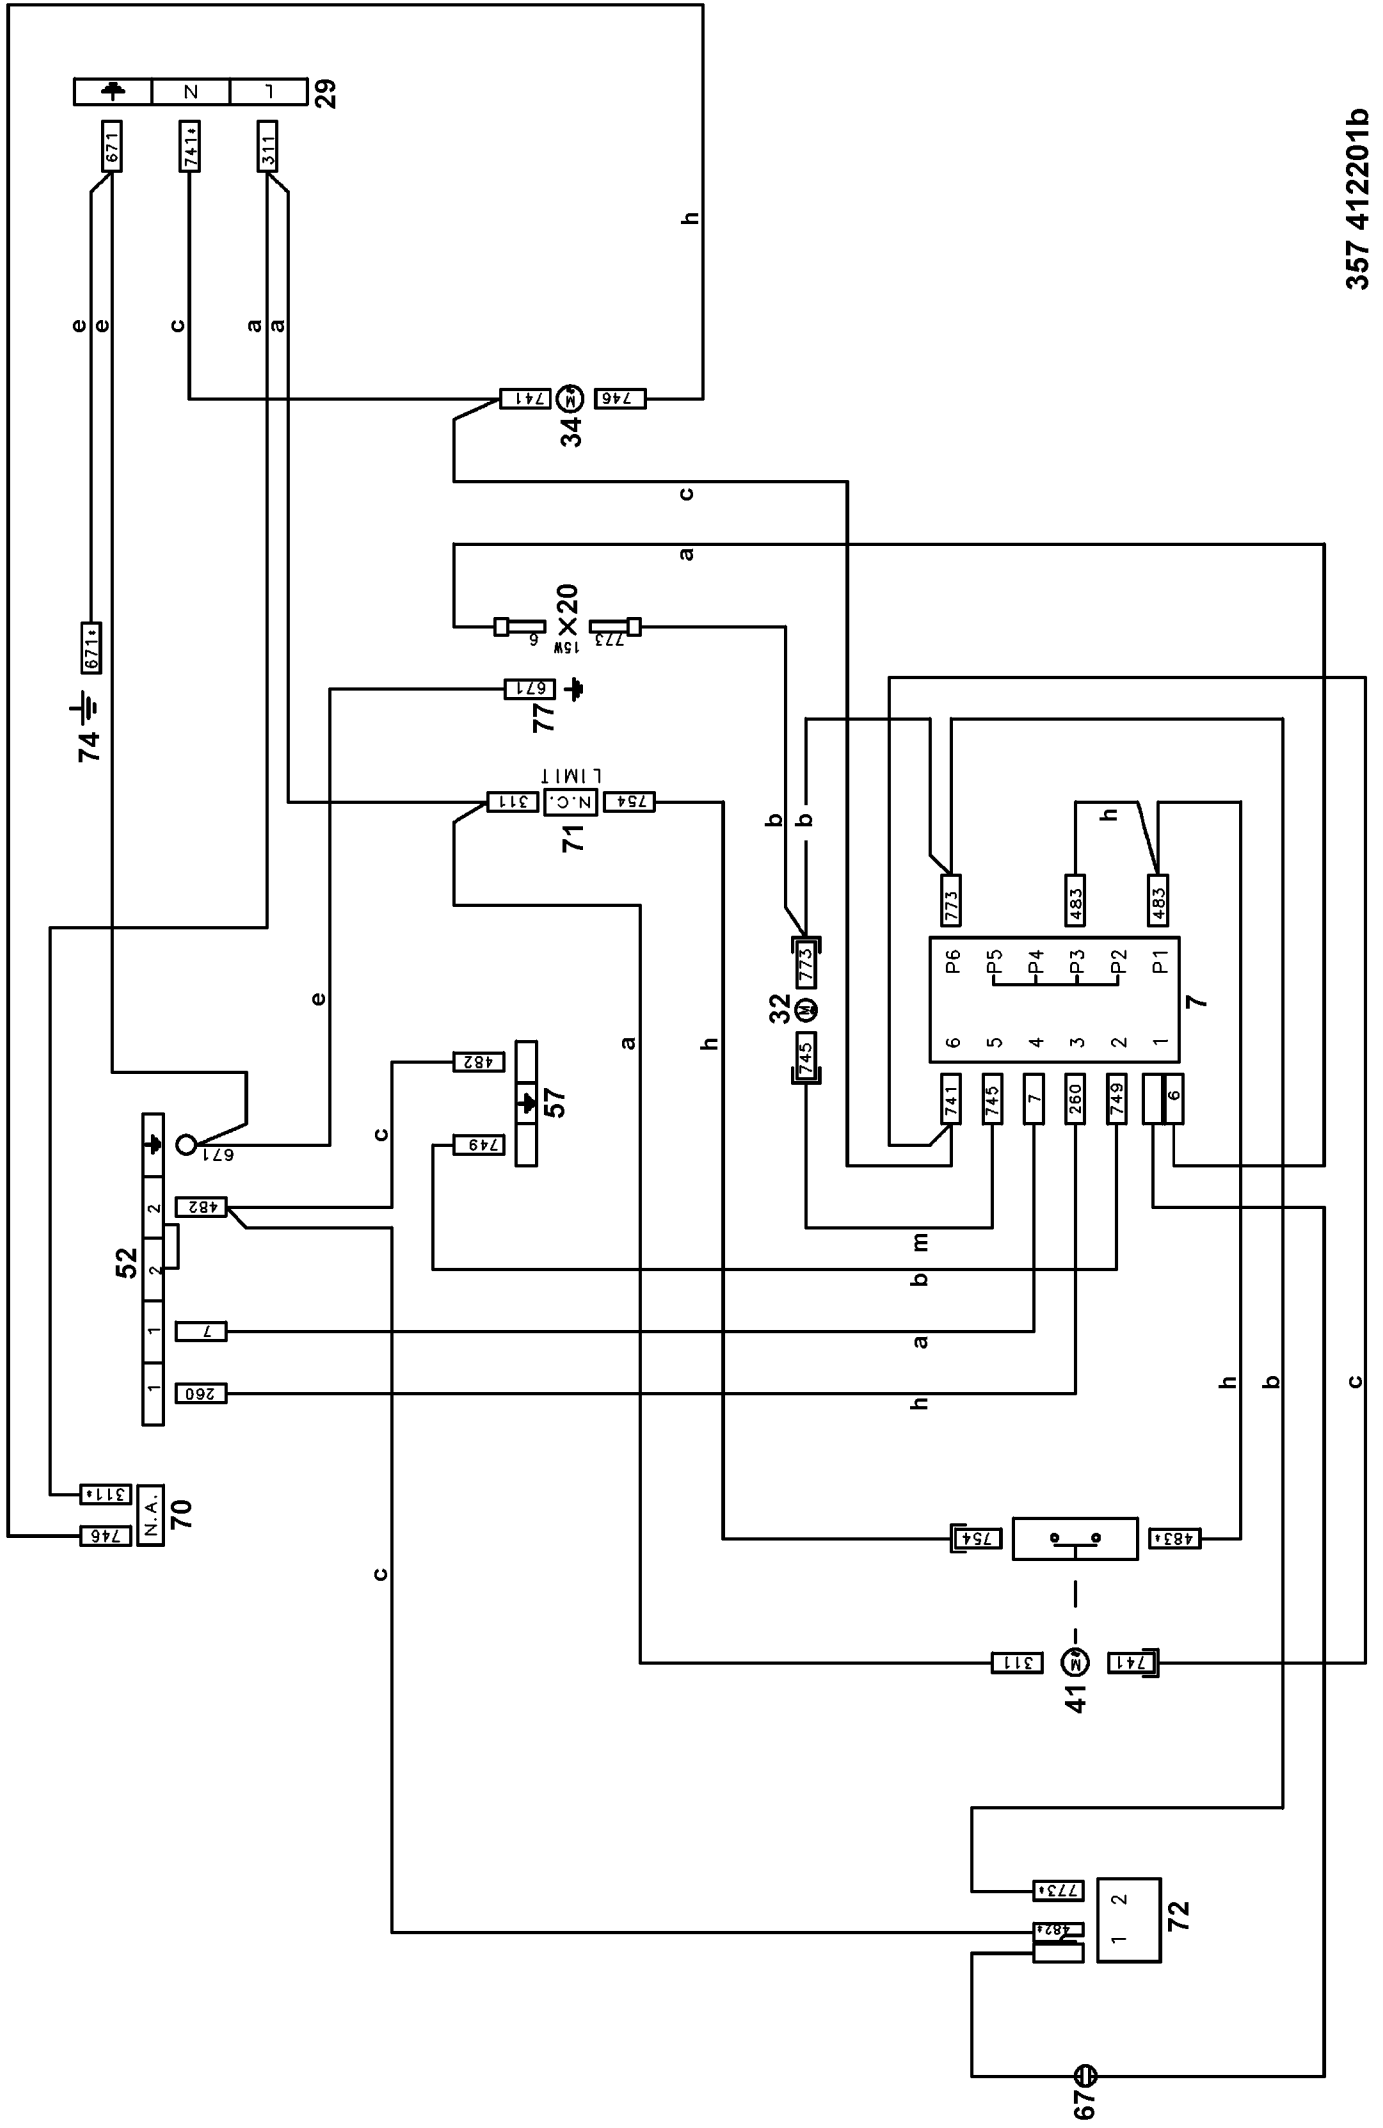 29
L
N
311
741*
671
a
a
c
e
e
h
741
M
746
34
c
a
6
15W
773
20
671
77
671*
74
311
N.C.
754
LIMIT
71
b
b
h
773
483
483
P6
P5
P4
P3
P2
P1
6
5
4
3
2
1
7
741
745
7
260
749
6
773
M
745
32
e
a
h
482
749
57
c
671
482
7
260
2
2
1
1
52
m
b
a
h
h
b
c
311*
746
N.A.
70
754
483*
c
311
M
741
41
773*
482*
1 2
72
67
357 412201b